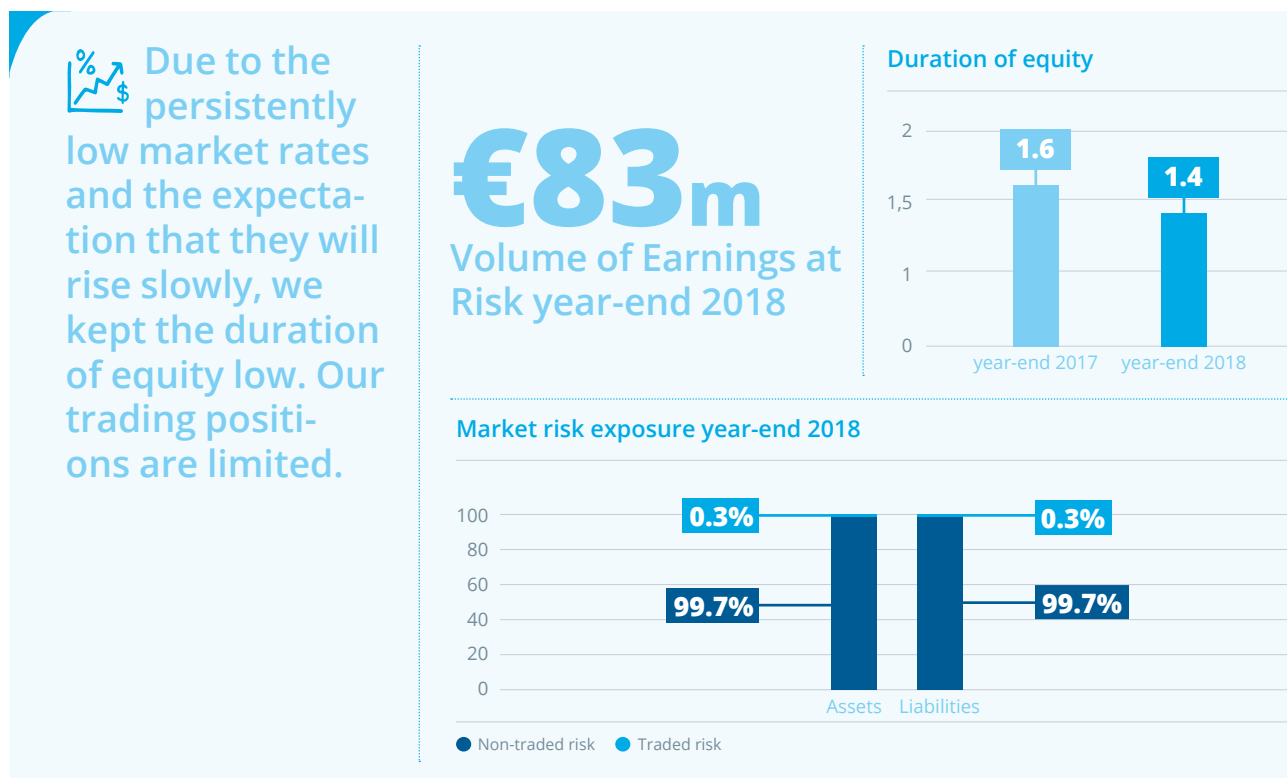 %
$
Due to the
persistently
low market rates
and the expecta-
tion that they will
rise slowly, we
kept the duration
of equity low. Our
trading positi-
ons are limited.
€83m
Volume of Earnings at
Risk year-end 2018
Duration of equity
2
1,5
1
0
1.6
1.4
year-end 2017 year-end 2018
Market risk exposure year-end 2018
100
80
60
40
20
0
0.3% 0.3%
99.7% 99.7%
Assets Liabilities
Non-traded risk Traded risk